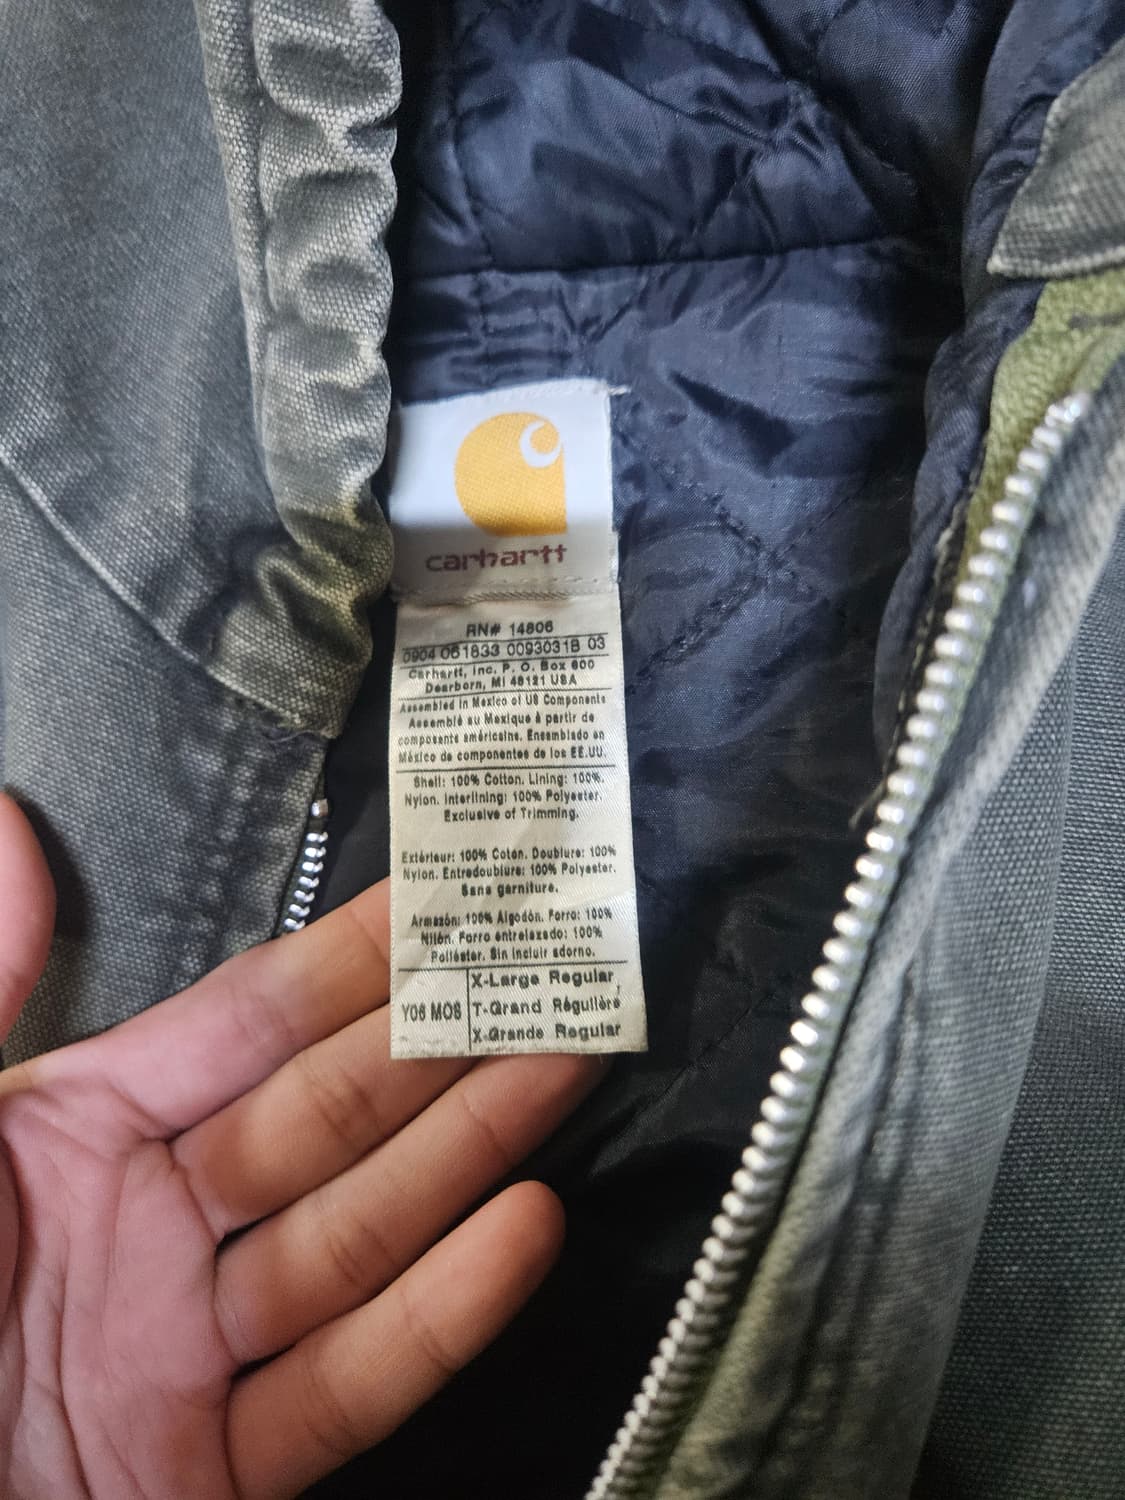 carhartt
RN# 14806
0904 061833 0093031B 03
Carhartt, Inc. P. O. Box 600
Dearborn, MI 48121 USA
Assembled in Mexico of US Components
Assemblé au Mexique à partir de
composants américains. Ensamblado en
México de componentes de los EE.UU.
Shell: 100% Cotton. Lining: 100%.
Nylon. Interlining: 100% Polyester.
Exclusive of Trimming.
Extérieur: 100% Coton. Doublure: 100%
Nylon. Entredoublure: 100% Polyester.
Sans garniture.
Armazón: 100% Algodón. Forro: 100%
Nilón. Forro entrelazado: 100%
Poliéster. Sin incluir adorno.
X-Large Regular
Y06 M08 T-Grand Régulière
X-Grande Regular